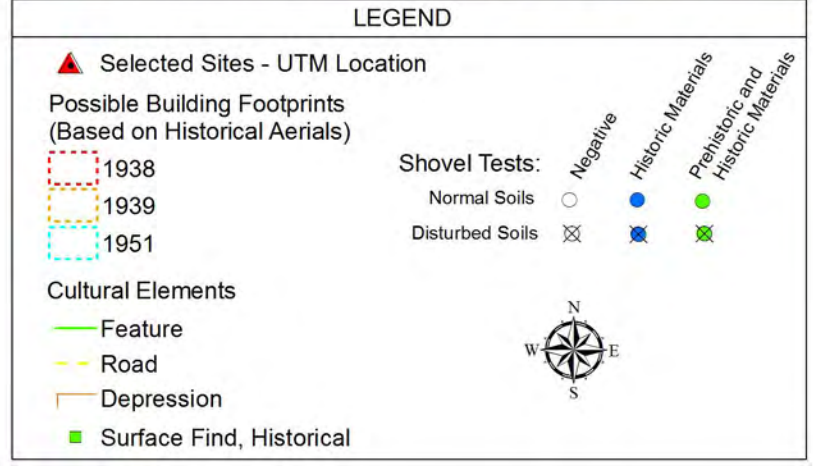 LEGEND
Selected Sites - UTM Location
Possible Building Footprints
(Based on Historical Aerials)
1938
1939
1951
Cultural Elements
Feature
Road
Depression
Surface Find, Historical
Shovel Tests:
Negative
Historic Materials
Prehistoric and
Historic Materials
Normal Soils
Disturbed Soils
N
W
E
S